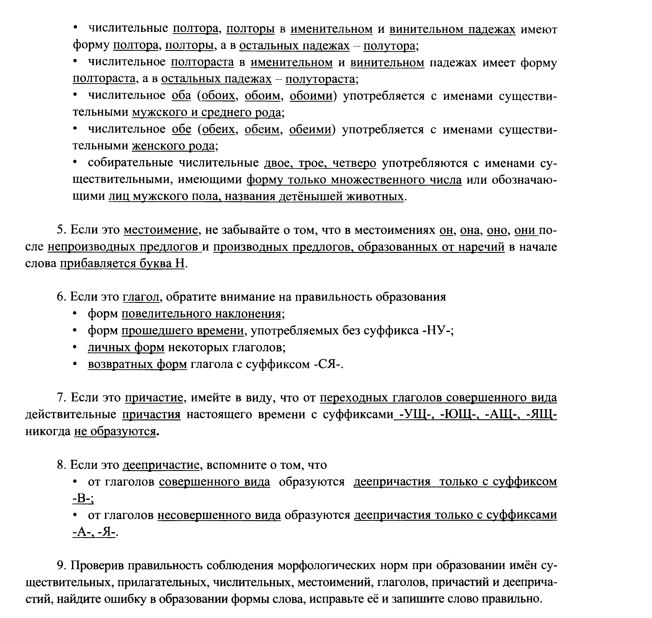 • числительные полтора, полторы в именительном и винительном падежах имеют
форму полтора, полторы, а в остальных падежах – полутора;
• числительное полтораста в именительном и винительном падежах имеет форму
полтораста, а в остальных падежах – полутораста;
• числительное оба (обоих, обоим, обоими) употребляется с именами существи-
тельными мужского и среднего рода;
• числительное обе (обеих, обеим, обеими) употребляется с именами существи-
тельными женского рода;
• собирательные числительные двое, трое, четверо употребляются с именами су-
ществительными, имеющими форму только множественного числа или обозначаю-
щими лиц мужского пола, названия детёнышей животных.
5. Если это местоимение, не забывайте о том, что в местоимениях он, она, оно, они по-
сле непроизводных предлогов и производных предлогов, образованных от наречий в начале
слова прибавляется буква Н.
6. Если это глагол, обратите внимание на правильность образования
• форм повелительного наклонения;
• форм прошедшего времени, употребляемых без суффикса -НУ-;
• личных форм некоторых глаголов;
• возвратных форм глагола с суффиксом -СЯ-.
7. Если это причастие, имейте в виду, что от переходных глаголов совершенного вида
действительные причастия настоящего времени с суффиксами -УЩ-, -ЮЩ-, -АЩ-, -ЯЩ-
никогда не образуются.
8. Если это деепричастие, вспомните о том, что
• от глаголов совершенного вида образуются деепричастия только с суффиксом
-В-;
• от глаголов несовершенного вида образуются деепричастия только с суффиксами
-А-, -Я-.
9. Проверив правильность соблюдения морфологических норм при образовании имён су-
ществительных, прилагательных, числительных, местоимений, глаголов, причастий и дееприча-
стий, найдите ошибку в образовании формы слова, исправьте её и запишите слово правильно.